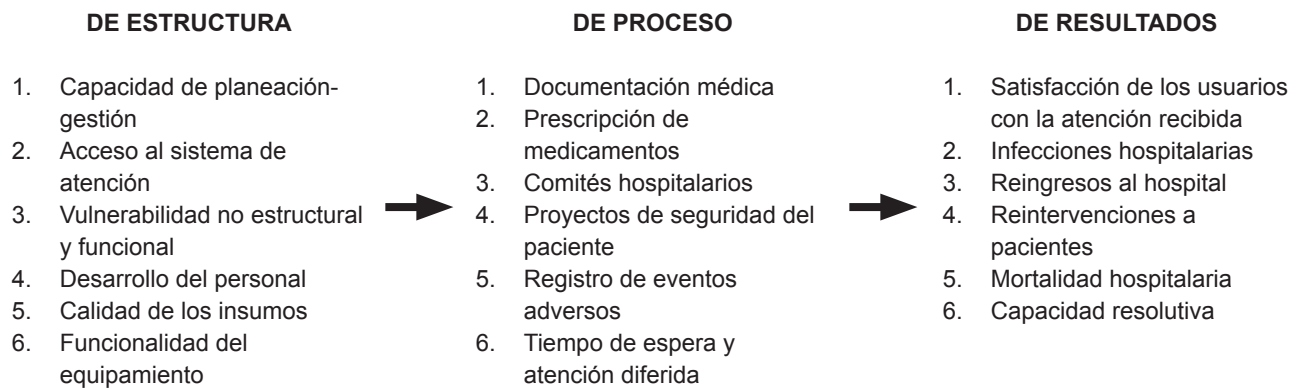 DE ESTRUCTURA
1. Capacidad de planeación-
gestión
2. Acceso al sistema de
atención
3. Vulnerabilidad no estructural
y funcional
4. Desarrollo del personal
5. Calidad de los insumos
6. Funcionalidad del
equipamiento
DE PROCESO
1. Documentación médica
2. Prescripción de
medicamentos
3. Comités hospitalarios
4. Proyectos de seguridad del
paciente
5. Registro de eventos
adversos
6. Tiempo de espera y
atención diferida
DE RESULTADOS
1. Satisfacción de los usuarios
con la atención recibida
2. Infecciones hospitalarias
3. Reingresos al hospital
4. Reintervenciones a
pacientes
5. Mortalidad hospitalaria
6. Capacidad resolutiva